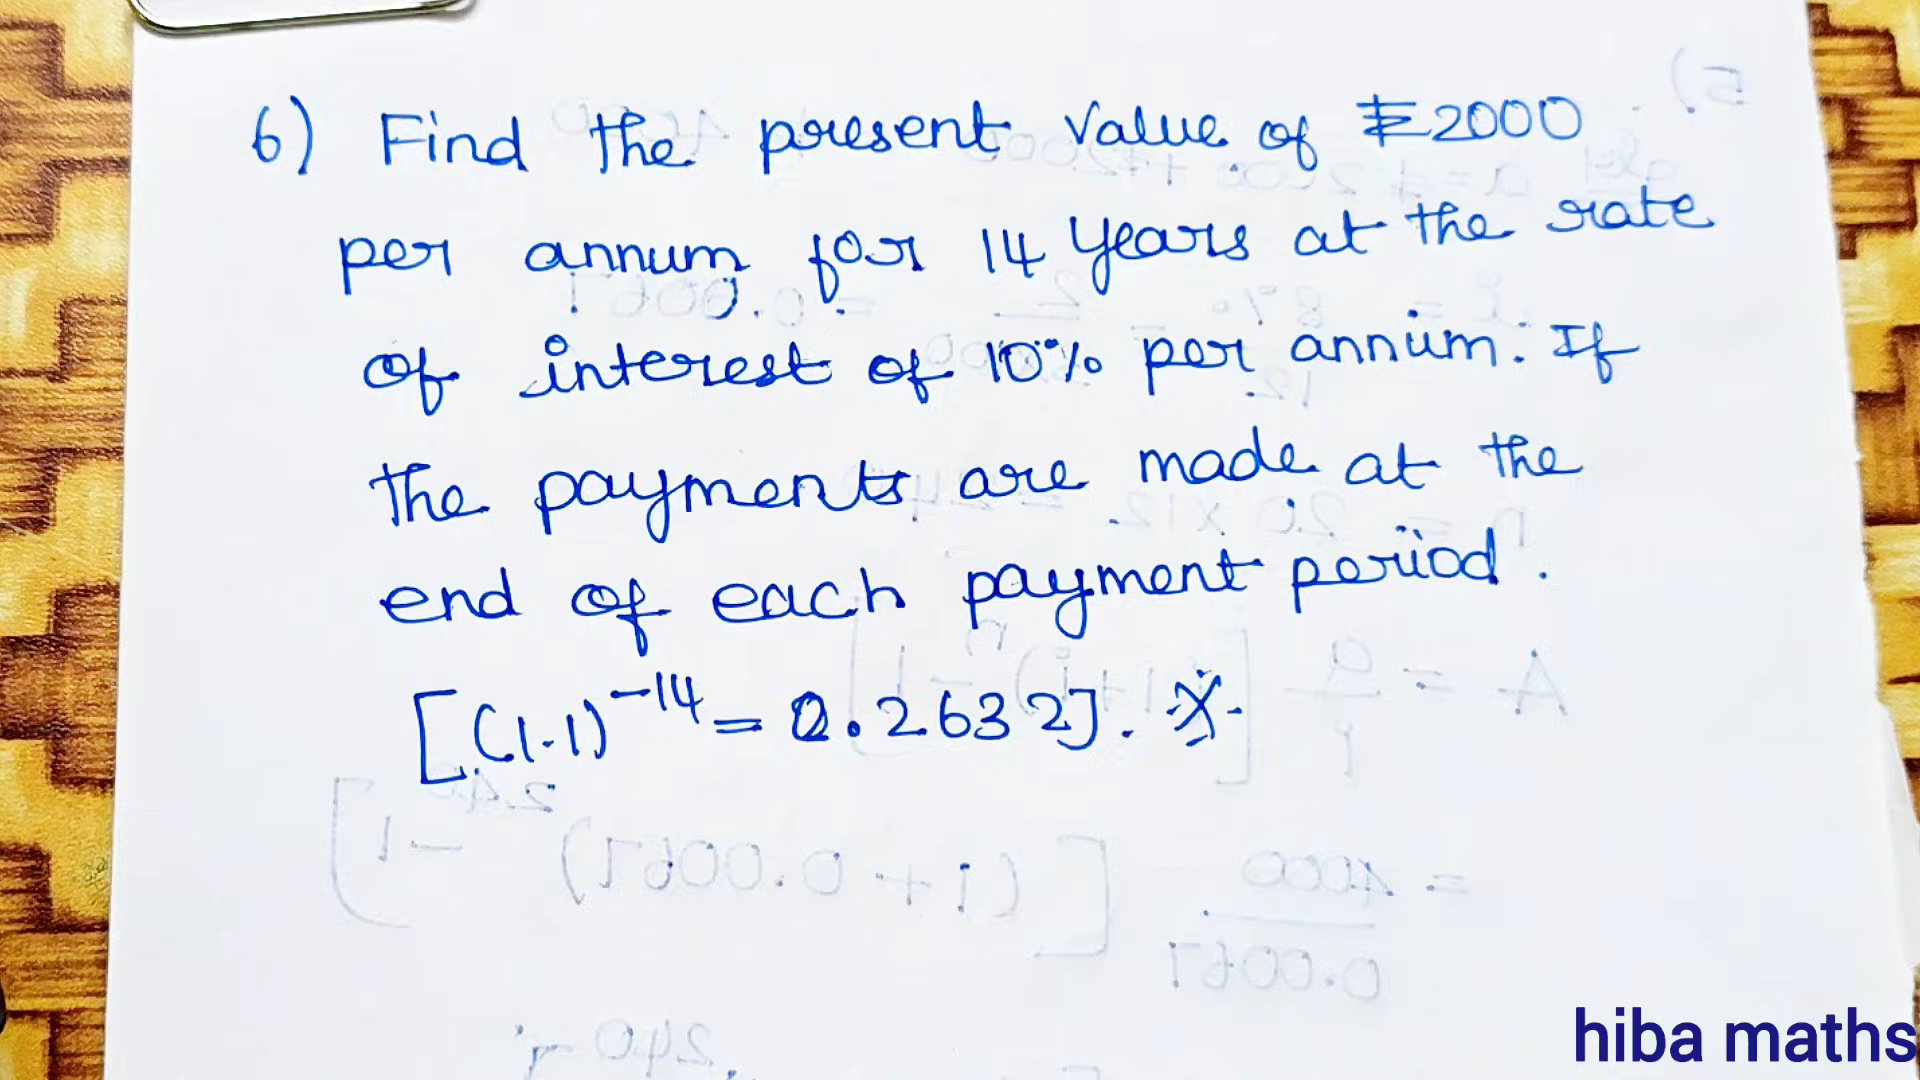 6) Find the present value of ₹2000
per annum for 14 years at the rate
of interest of 10% per annum. If
the payments are made at the
end of each payment period.
[(1.1)^-14 = 0.2632].
hiba maths